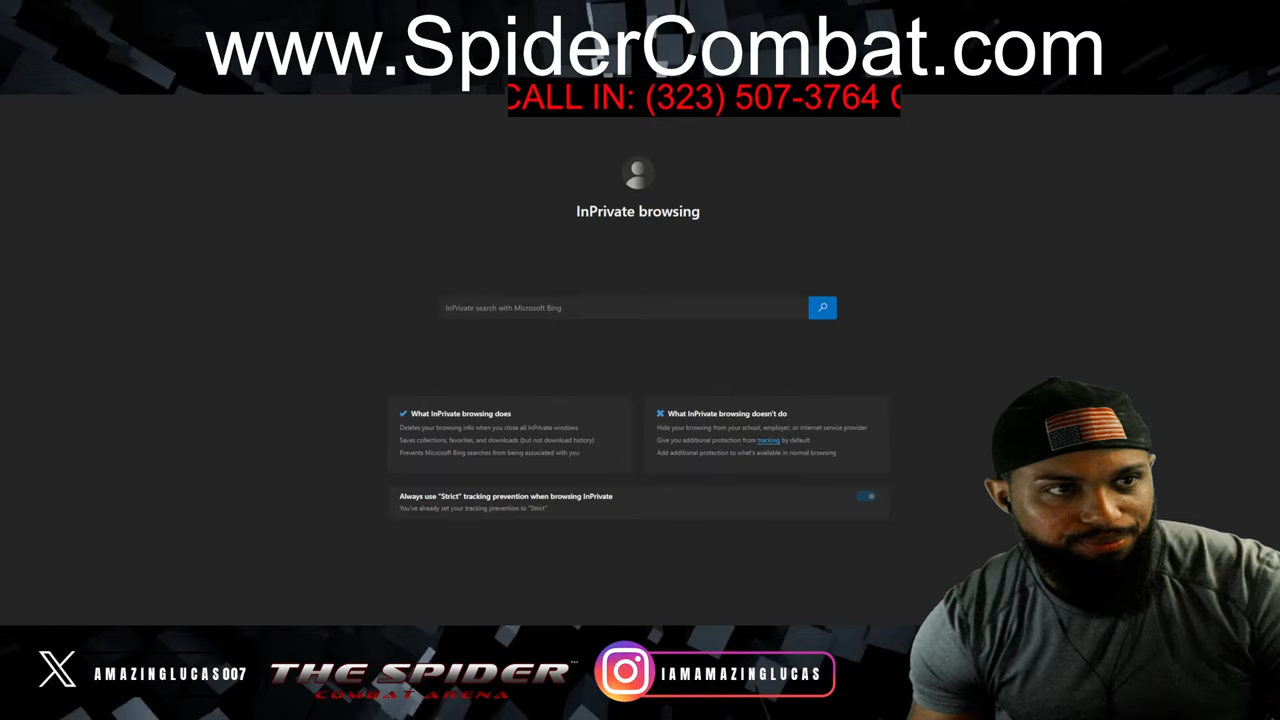 www.SpiderCombat.com
CALL IN: (323) 507-3764
InPrivate browsing
InPrivate search with Microsoft Bing
What InPrivate browsing does
Deletes your browsing info when you close all InPrivate windows
Saves collections, favorites, and downloads (but not download history)
Prevents Microsoft Bing searches from being associated with you
What InPrivate browsing doesn't do
Hide your browsing from your school, employer, or internet service provider
Give you additional protection from tracking by default
Add additional protection to what's available in normal browsing
Always use "Strict" tracking prevention when browsing InPrivate
You've already set your tracking prevention to "Strict"
AMAZINGLUCAS007
THE SPIDER™
COMBAT ARENA
IAMAMAZINGLUCAS